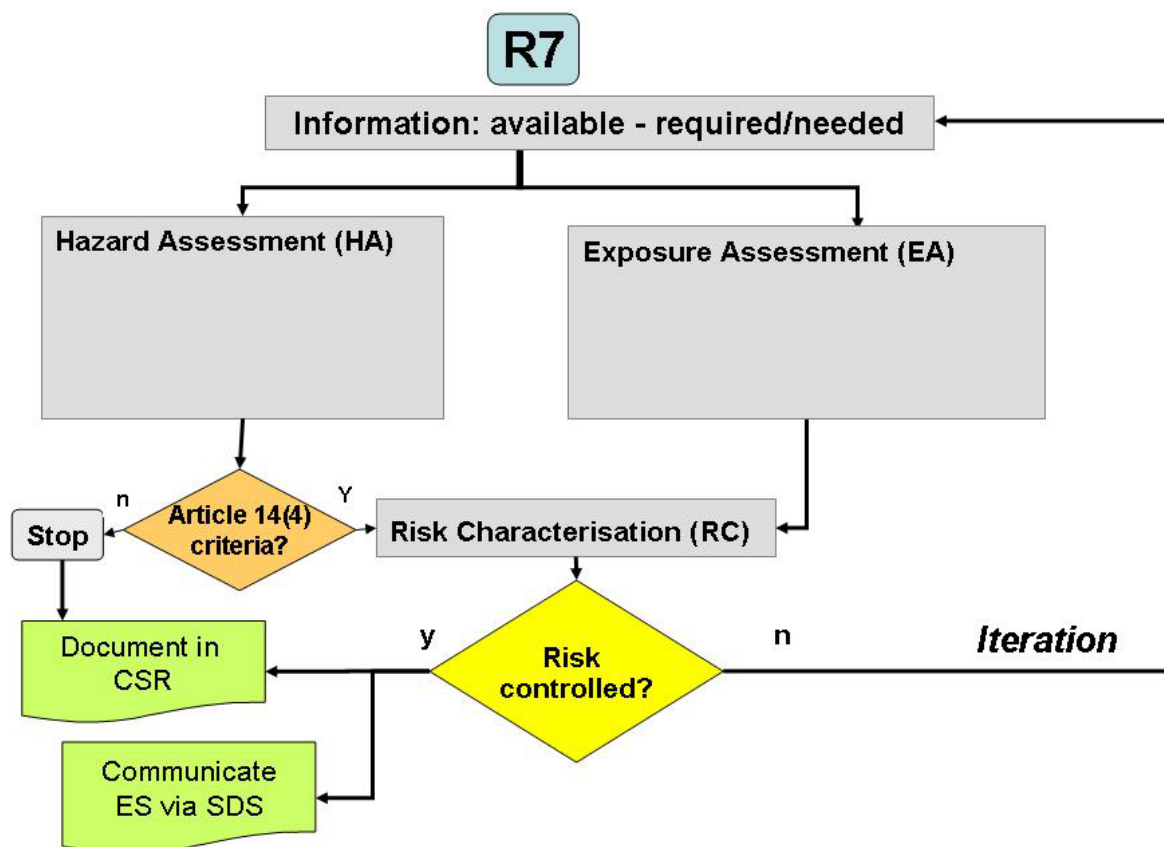 R7
Information: available - required/needed
Hazard Assessment (HA)
Exposure Assessment (EA)
n
Y
Article 14(4)
criteria?
Stop
Risk Characterisation (RC)
Document in
CSR
y
n
Iteration
Risk
controlled?
Communicate
ES via SDS